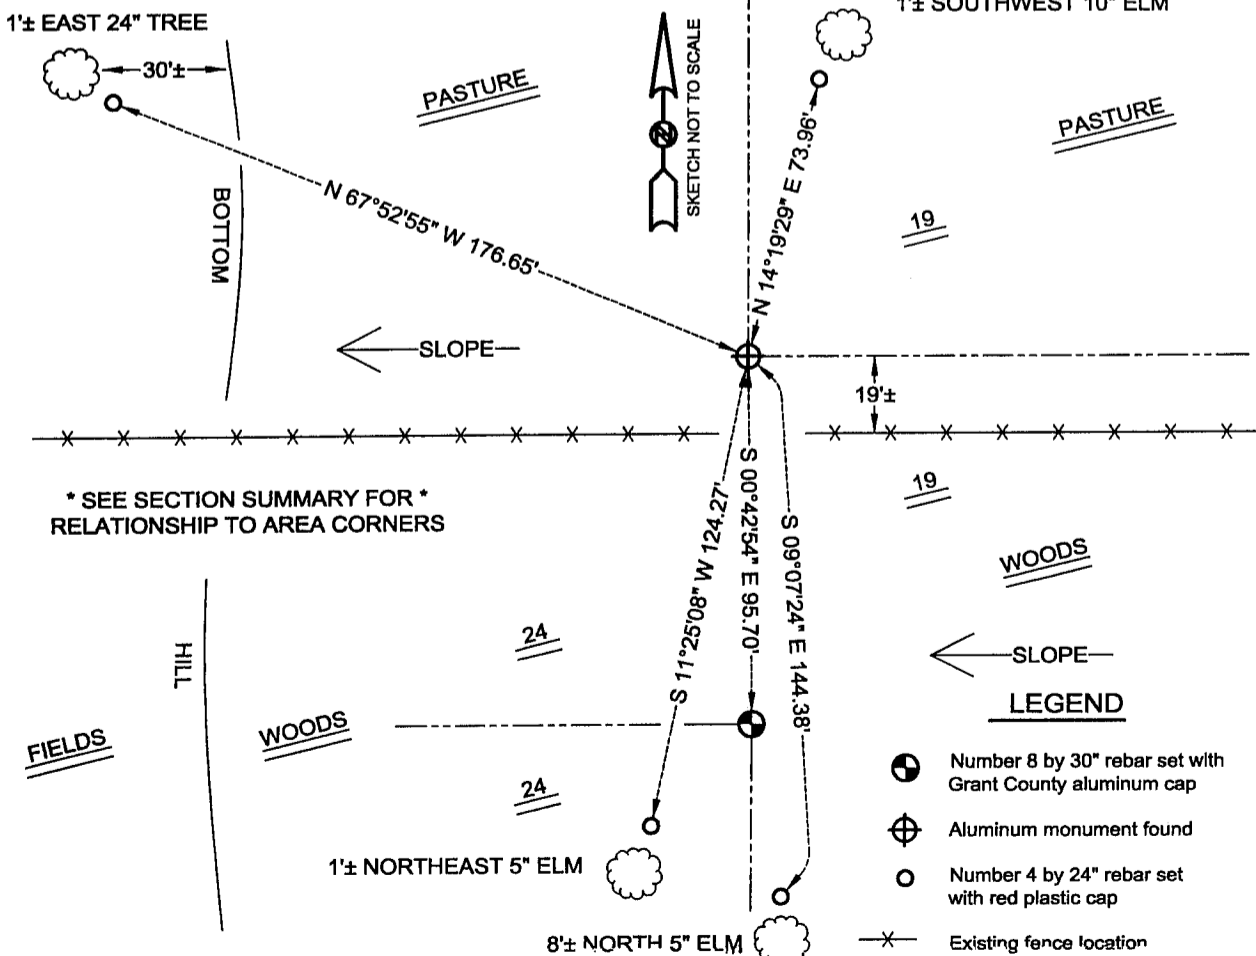 1'± EAST 24" TREE
1'± SOUTHWEST 10" ELM
30'±
PASTURE
SKETCH NOT TO SCALE
PASTURE
N 67°52'55" W 176.65'
N 14°19'29" E 73.96'
BOTTOM
19
SLOPE
19'±
* SEE SECTION SUMMARY FOR *
RELATIONSHIP TO AREA CORNERS
S 11°25'08" W 124.27'
S 00°42'54" E 95.70'
S 09°07'24" E 144.38'
19
WOODS
HILL
24
SLOPE
FIELDS
WOODS
24
LEGEND
Number 8 by 30" rebar set with
Grant County aluminum cap
Aluminum monument found
Number 4 by 24" rebar set
with red plastic cap
Existing fence location
1'± NORTHEAST 5" ELM
8'± NORTH 5" ELM